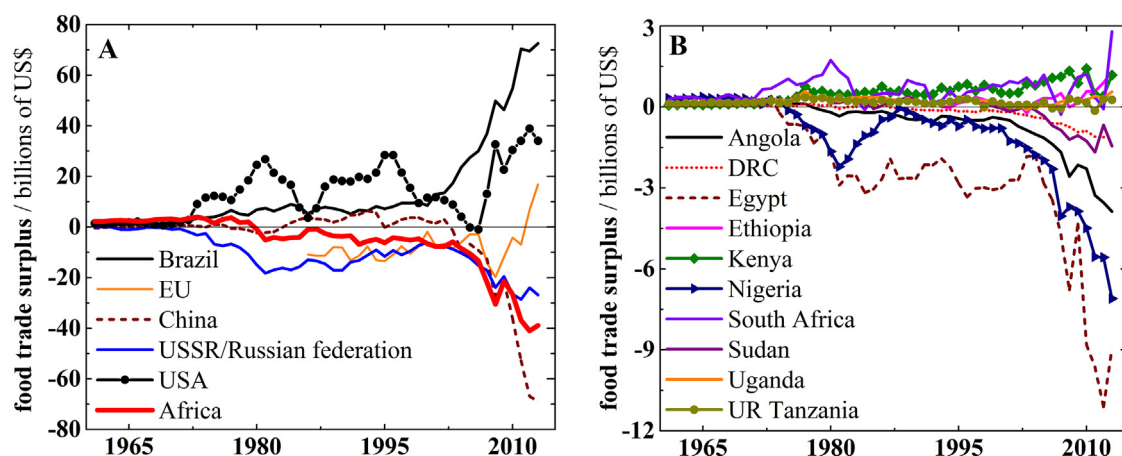 A
food trade surplus / billions of US$
80
60
40
20
0
-20
-40
-60
-80
Brazil
EU
China
USSR/Russian federation
USA
Africa
1965
1980
1995
2010
B
food trade surplus / billions of US$
3
0
-3
-6
-9
-12
Angola
DRC
Egypt
Ethiopia
Kenya
Nigeria
South Africa
Sudan
Uganda
UR Tanzania
1965
1980
1995
2010